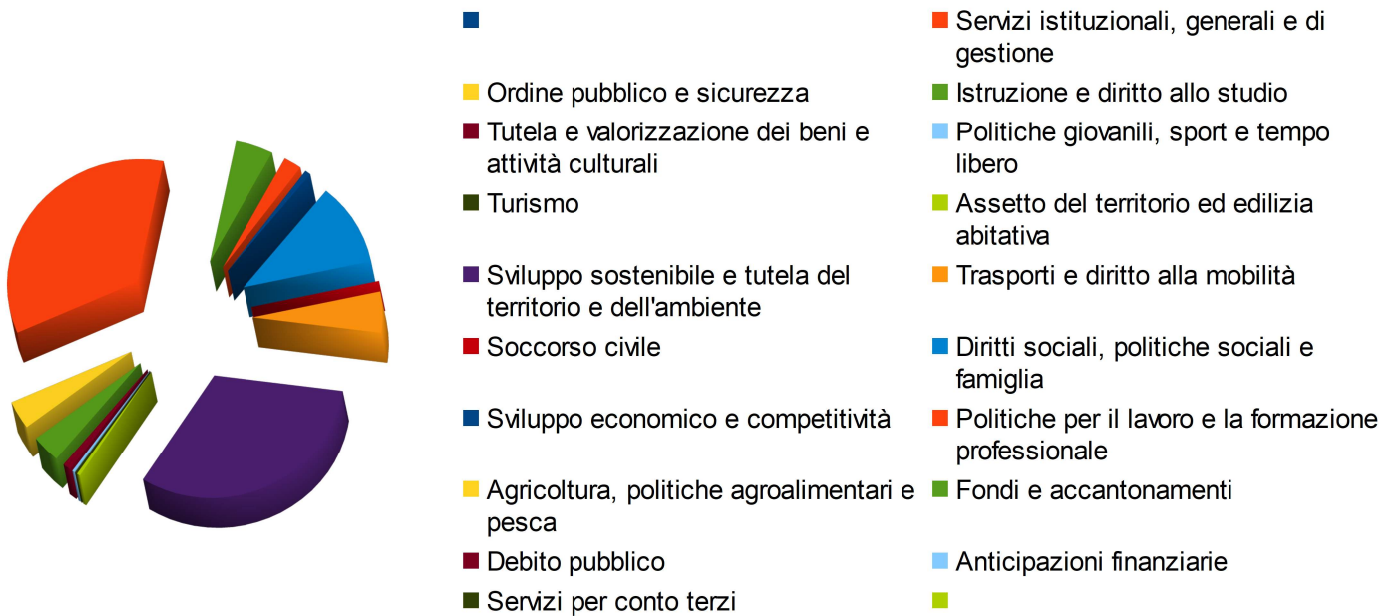 Servizi istituzionali, generali e di
gestione
Ordine pubblico e sicurezza
Istruzione e diritto allo studio
Tutela e valorizzazione dei beni e
attività culturali
Politiche giovanili, sport e tempo
libero
Turismo
Assetto del territorio ed edilizia
abitativa
Sviluppo sostenibile e tutela del
territorio e dell'ambiente
Trasporti e diritto alla mobilità
Soccorso civile
Diritti sociali, politiche sociali e
famiglia
Sviluppo economico e competitività
Politiche per il lavoro e la formazione
professionale
Agricoltura, politiche agroalimentari e
pesca
Fondi e accantonamenti
Debito pubblico
Anticipazioni finanziarie
Servizi per conto terzi